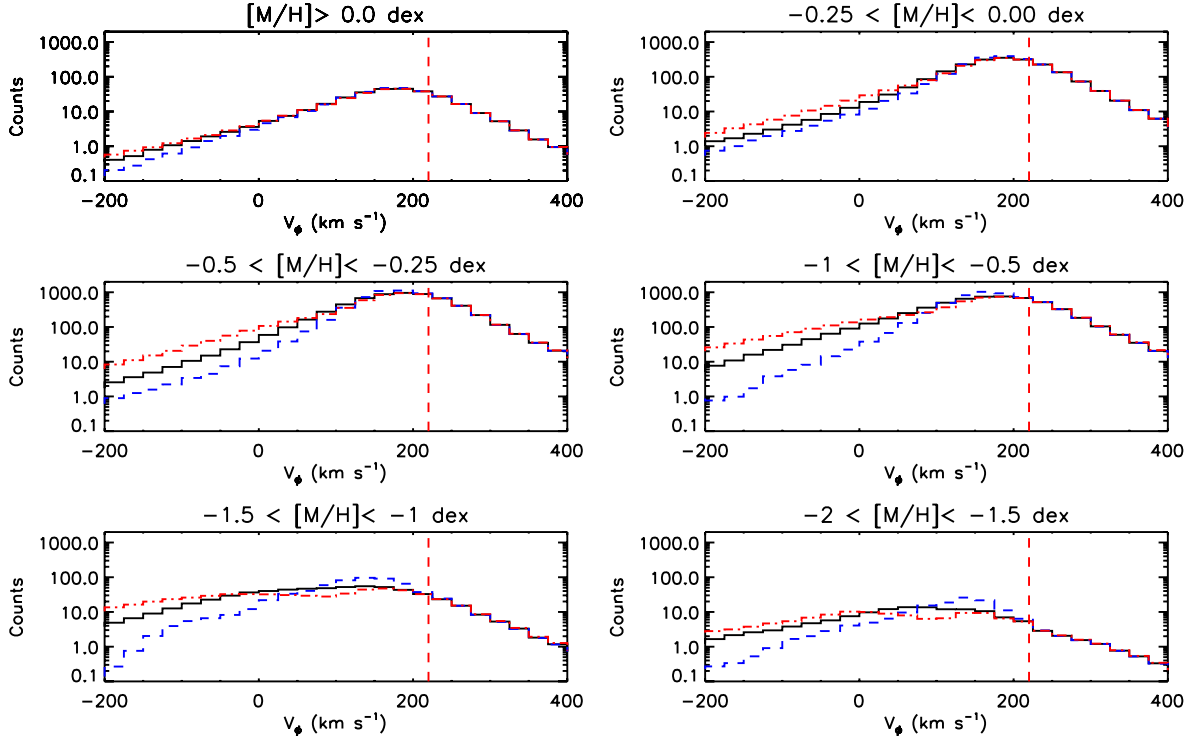 [M/H]> 0.0 dex
Counts
1000.0
100.0
10.0
1.0
0.1
−200 0 200 400
Vϕ (km s⁻¹)
−0.25 < [M/H]< 0.00 dex
Counts
1000.0
100.0
10.0
1.0
0.1
−200 0 200 400
Vϕ (km s⁻¹)
−0.5 < [M/H]< −0.25 dex
Counts
1000.0
100.0
10.0
1.0
0.1
−200 0 200 400
Vϕ (km s⁻¹)
−1 < [M/H]< −0.5 dex
Counts
1000.0
100.0
10.0
1.0
0.1
−200 0 200 400
Vϕ (km s⁻¹)
−1.5 < [M/H]< −1 dex
Counts
1000.0
100.0
10.0
1.0
0.1
−200 0 200 400
Vϕ (km s⁻¹)
−2 < [M/H]< −1.5 dex
Counts
1000.0
100.0
10.0
1.0
0.1
−200 0 200 400
Vϕ (km s⁻¹)